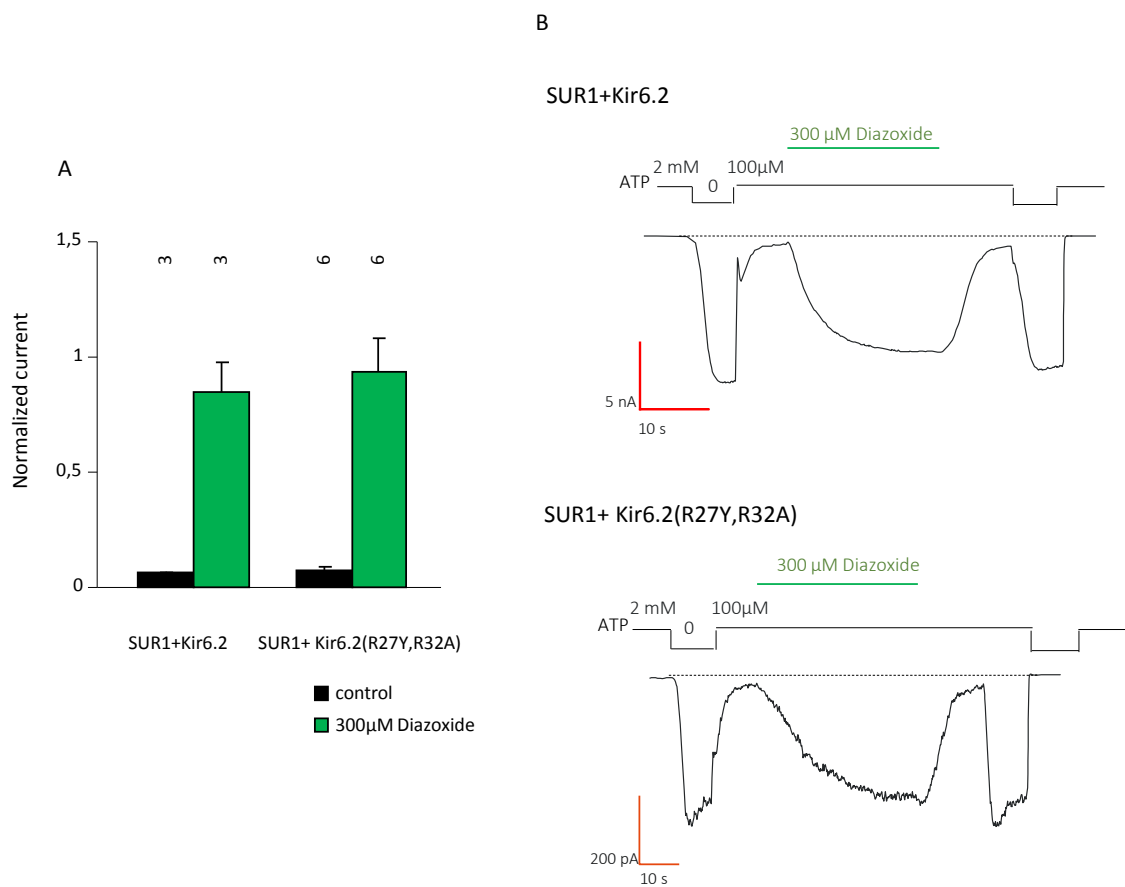 A
1,5
1
0,5
0
Normalized current
3 3 6 6
SUR1+Kir6.2 SUR1+ Kir6.2(R27Y,R32A)
control
300µM Diazoxide
B
SUR1+Kir6.2
300 µM Diazoxide
2 mM 0 100µM
ATP
5 nA
10 s
SUR1+ Kir6.2(R27Y,R32A)
300 µM Diazoxide
2 mM 0 100µM
ATP
200 pA
10 s